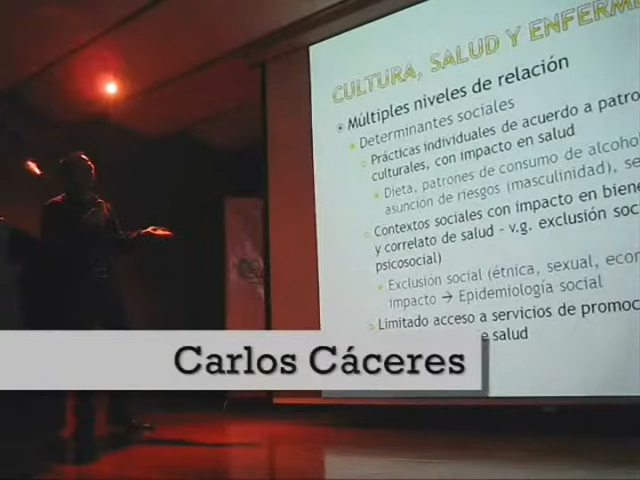 CULTURA, SALUD Y ENFERME
Múltiples niveles de relación
Determinantes sociales
Prácticas individuales de acuerdo a patro
culturales, con impacto en salud
Dieta, patrones de consumo de alcoho
asunción de riesgos (masculinidad), se
Contextos sociales con impacto en biene
y correlato de salud - v.g. exclusión soc
psicosocial)
Exclusión social (étnica, sexual, econ
impacto → Epidemiología social
Limitado acceso a servicios de promoc
e salud
Carlos Cáceres